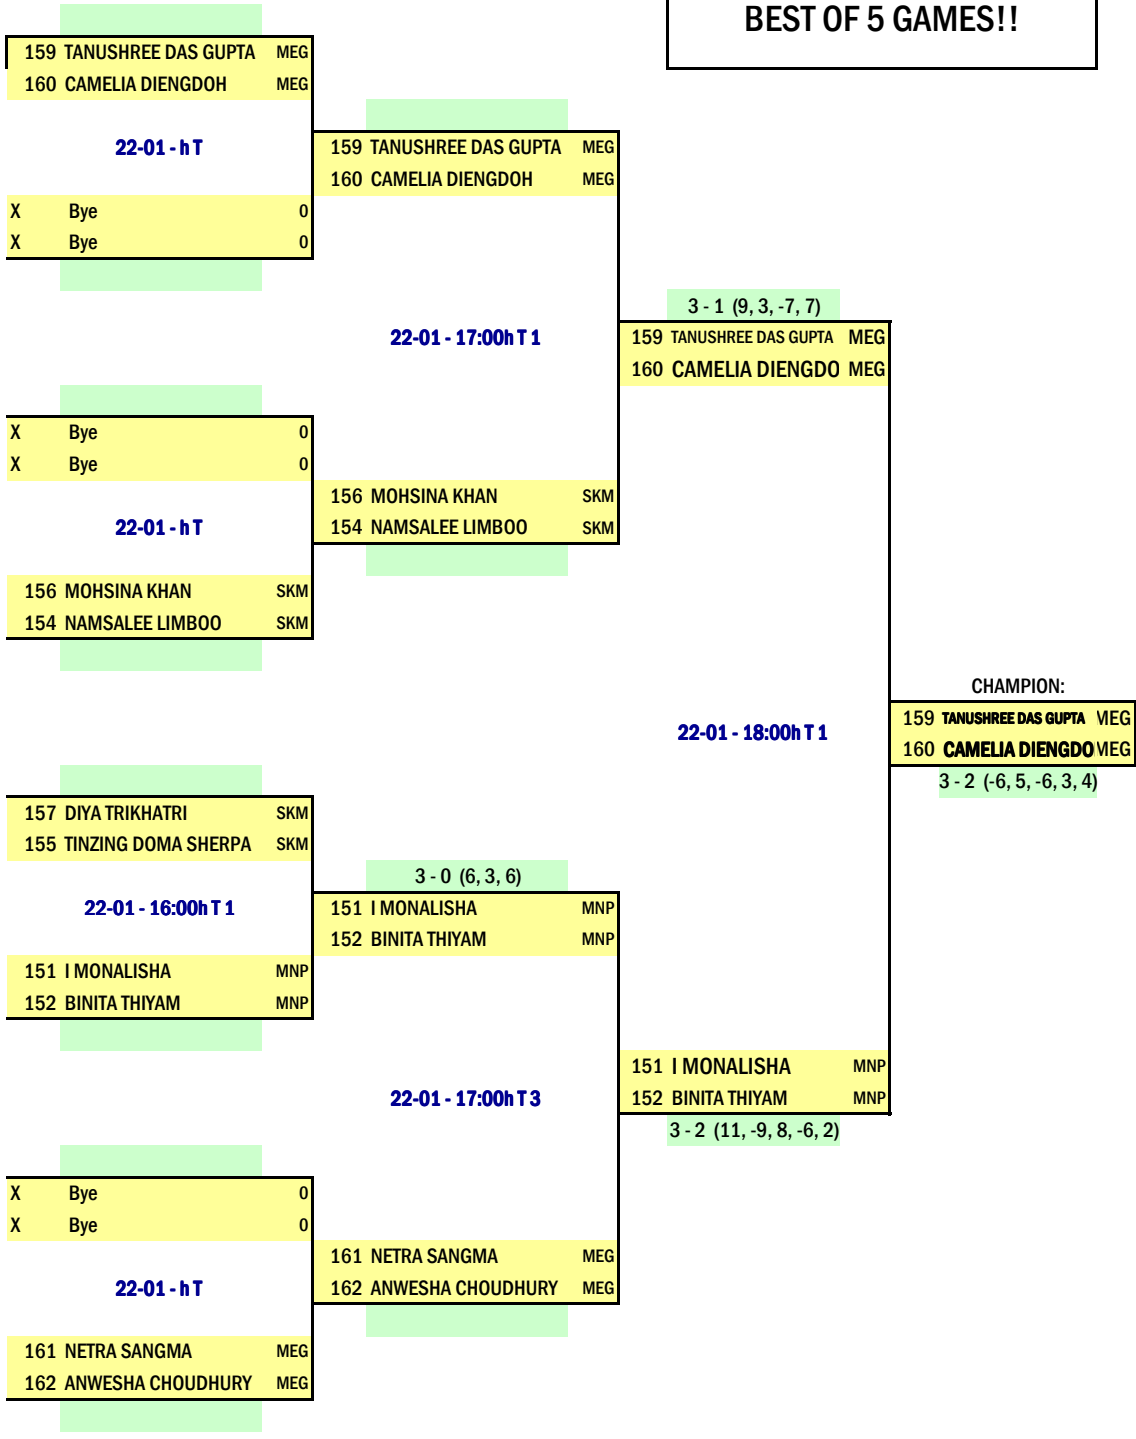 BEST OF 5 GAMES!!
159 TANUSHREE DAS GUPTA MEG
160 CAMELIA DIENGDOH MEG
22-01 - h T
159 TANUSHREE DAS GUPTA MEG
160 CAMELIA DIENGDOH MEG
X Bye 0
X Bye 0
3 - 1 (9, 3, -7, 7)
22-01 - 17:00h T 1
159 TANUSHREE DAS GUPTA MEG
160 CAMELIA DIENGDO MEG
X Bye 0
X Bye 0
156 MOHSINA KHAN SKM
154 NAMSALEE LIMBOO SKM
22-01 - h T
156 MOHSINA KHAN SKM
154 NAMSALEE LIMBOO SKM
CHAMPION:
159 TANUSHREE DAS GUPTA MEG
160 CAMELIA DIENGDO MEG
22-01 - 18:00h T 1
3 - 2 (-6, 5, -6, 3, 4)
157 DIYA TRIKHATRI SKM
155 TINZING DOMA SHERPA SKM
3 - 0 (6, 3, 6)
22-01 - 16:00h T 1
151 I MONALISHA MNP
152 BINITA THIYAM MNP
151 I MONALISHA MNP
152 BINITA THIYAM MNP
151 I MONALISHA MNP
152 BINITA THIYAM MNP
22-01 - 17:00h T 3
3 - 2 (11, -9, 8, -6, 2)
X Bye 0
X Bye 0
161 NETRA SANGMA MEG
162 ANWESHA CHOUDHURY MEG
22-01 - h T
161 NETRA SANGMA MEG
162 ANWESHA CHOUDHURY MEG